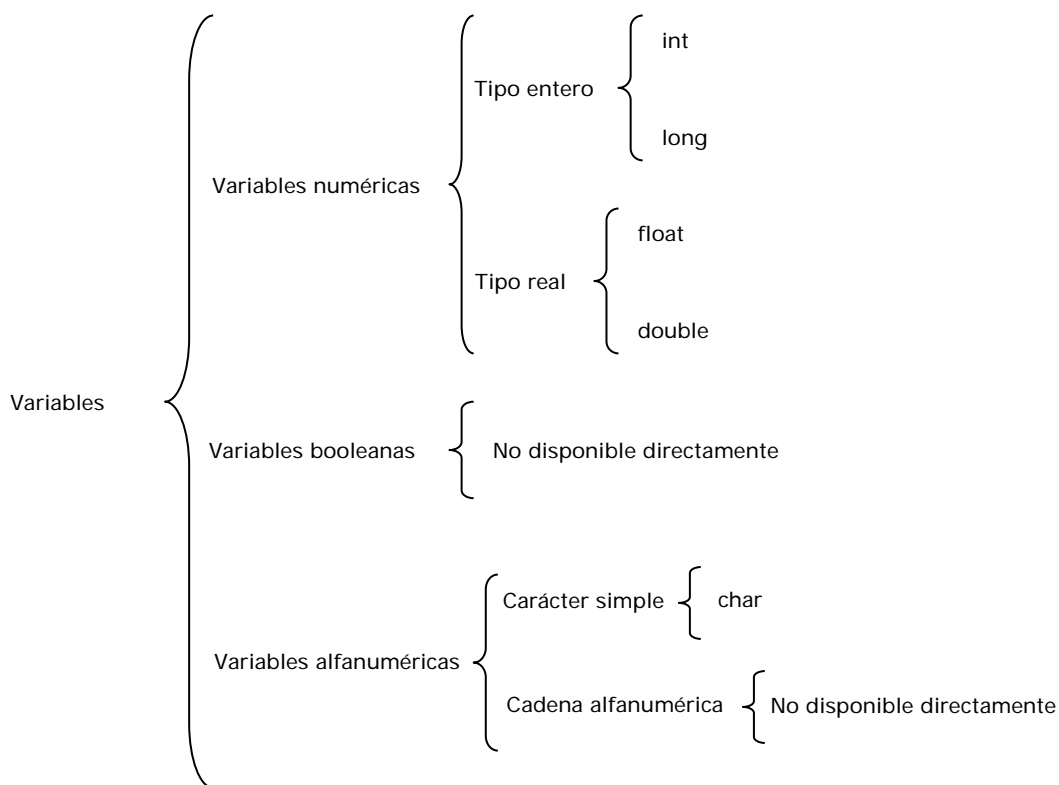 int
Tipo entero
long
Variables numéricas
float
Tipo real
double
Variables
Variables booleanas
No disponible directamente
Carácter simple
char
Variables alfanuméricas
Cadena alfanumérica
No disponible directamente